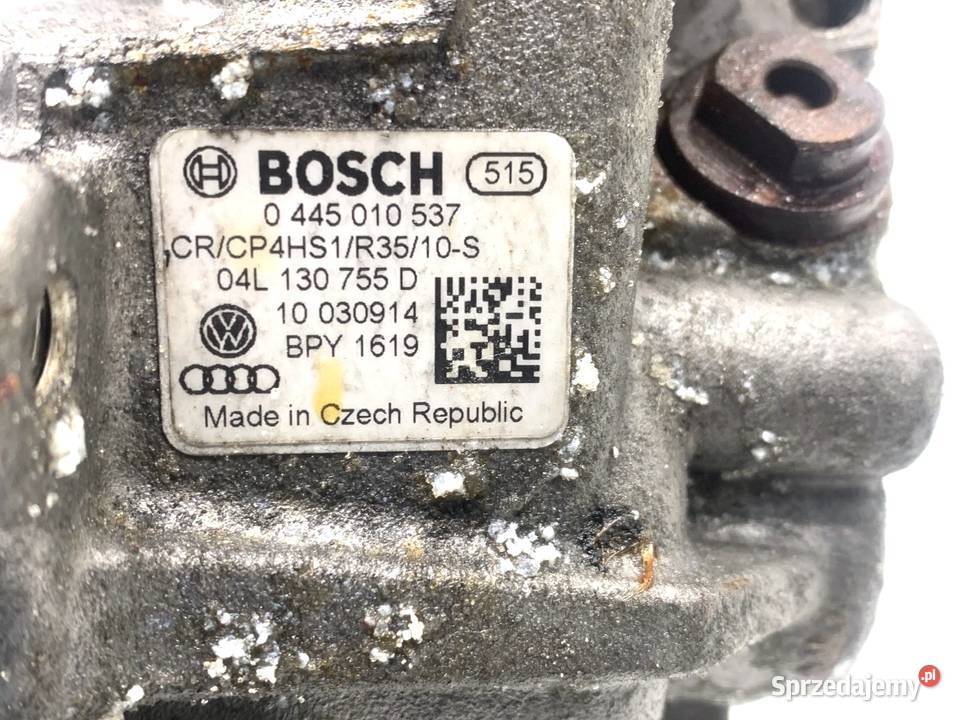 BOSCH 515
0 445 010 537
CR/CP4HS1/R35/10-S
04L 130 755 D
10 030914
BPY 1619
Made in Czech Republic
Sprzedajemy.pl